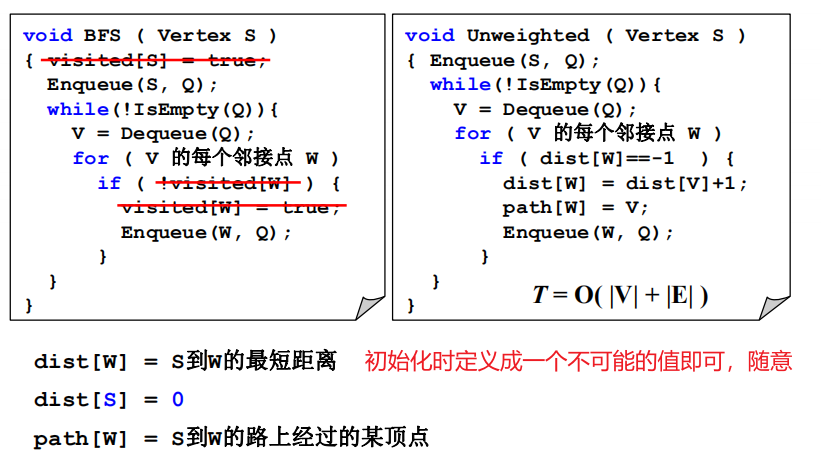 void BFS ( Vertex S )
{ visited[S] = true;
Enqueue(S, Q);
while(!IsEmpty(Q)){
V = Dequeue(Q);
for ( V 的每个邻接点 W )
if ( !visited[W] ) {
visited[W] = true;
Enqueue(W, Q);
}
}
}
void Unweighted ( Vertex S )
{ Enqueue(S, Q);
while(!IsEmpty(Q)){
V = Dequeue(Q);
for ( V 的每个邻接点 W )
if ( dist[W]==-1 ) {
dist[W] = dist[V]+1;
path[W] = V;
Enqueue(W, Q);
}
}
}
T = O( |V| + |E| )
dist[W] = S到W的最短距离
初始化时定义成一个不可能的值即可，随意
dist[S] = 0
path[W] = S到W的路上经过的某顶点